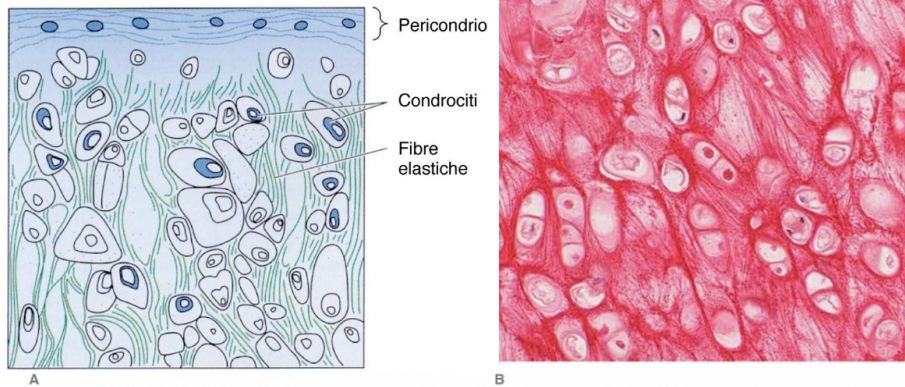 Pericondrio
Condrociti
Fibre
elastiche
A
B